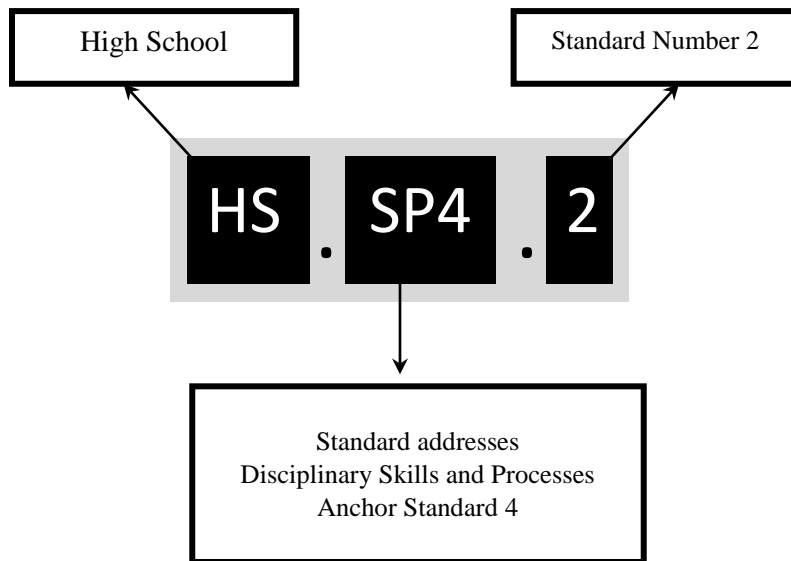 High School
Standard Number 2
HS . SP4 . 2
Standard addresses
Disciplinary Skills and Processes
Anchor Standard 4